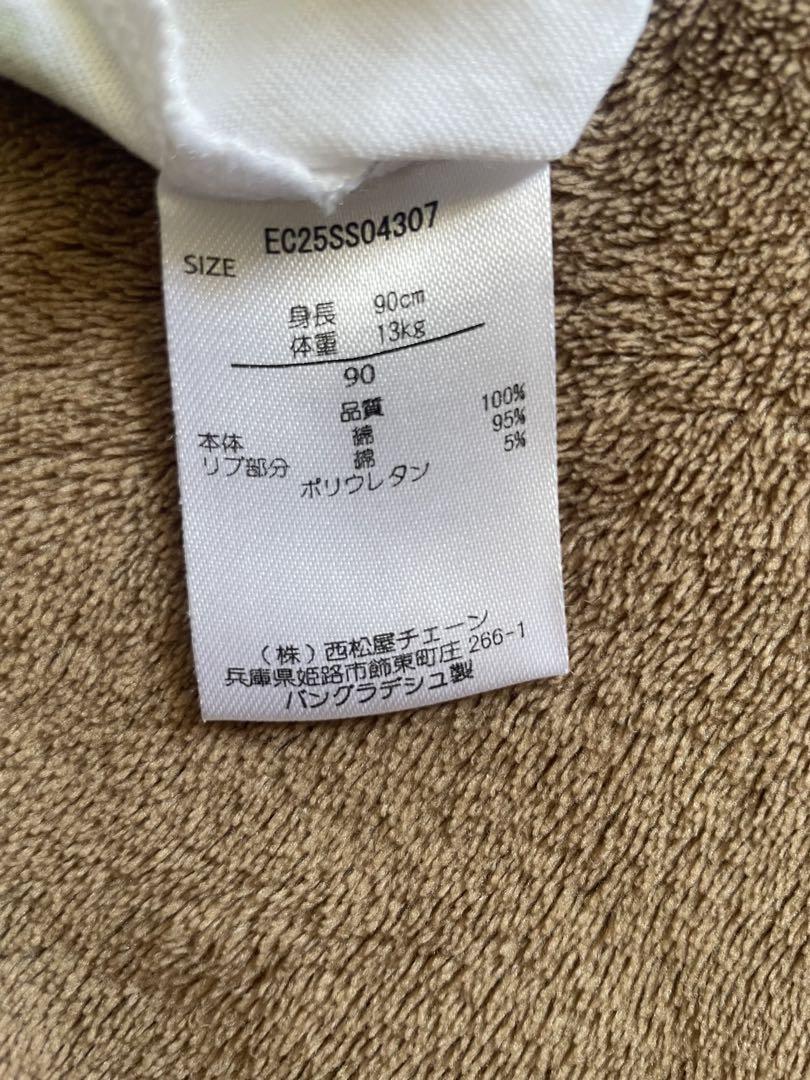 EC25SS04307
SIZE
身長 90cm
体重 13kg
90
品質
本体 綿 100%
リブ部分 綿 95%
ポリウレタン 5%
(株)西松屋チェーン
兵庫県姫路市飾東町庄 266-1
バングラデシュ製